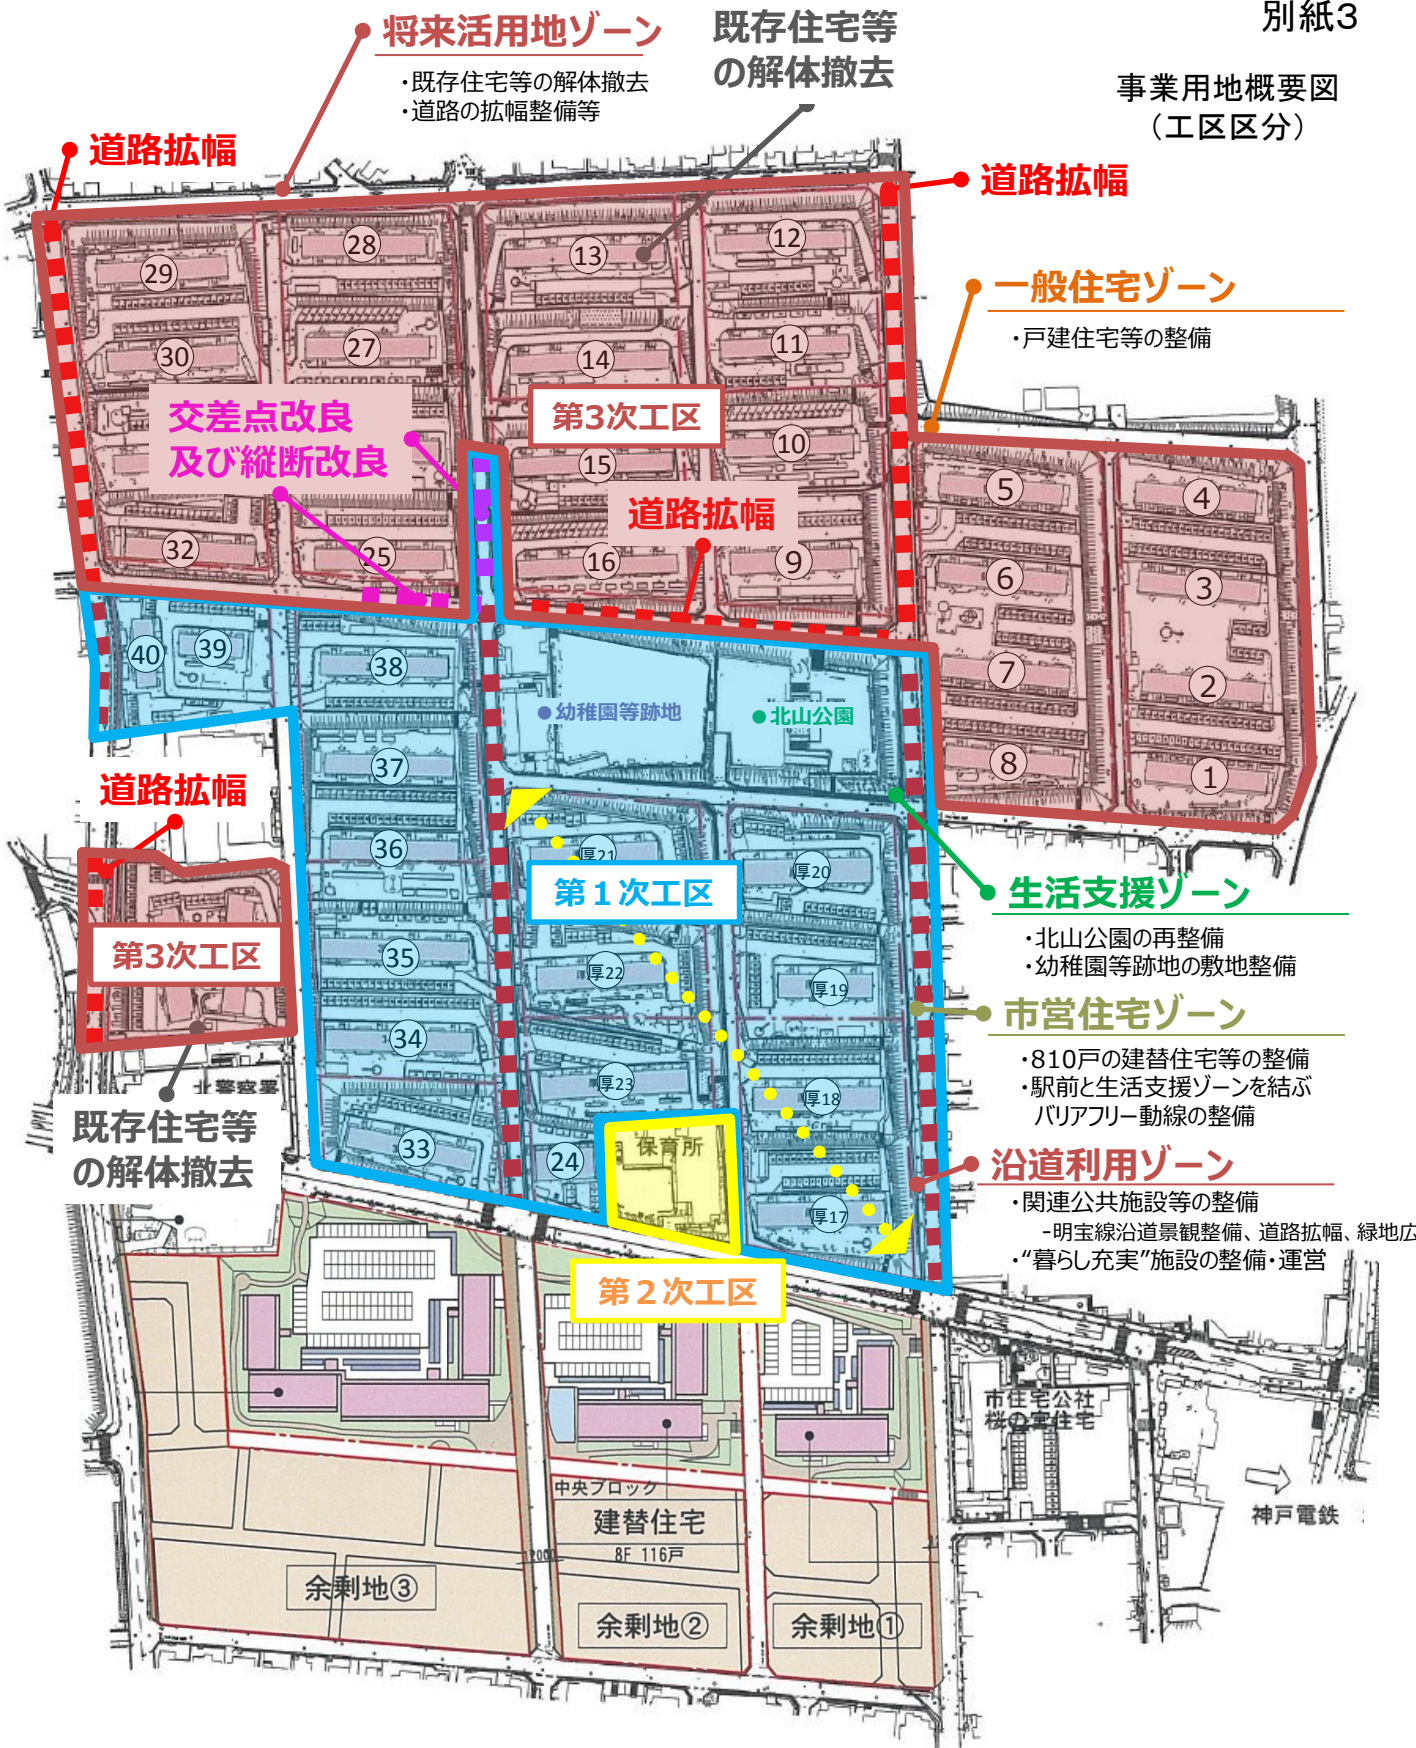 別紙3
事業用地概要図
（工区区分）
将来活用地ゾーン
・既存住宅等の解体撤去
・道路の拡幅整備等
既存住宅等
の解体撤去
道路拡幅
道路拡幅
一般住宅ゾーン
・戸建住宅等の整備
28
13
12
29
27
14
11
30
交差点改良
及び縦断改良
第3次工区
10
15
道路拡幅
5
4
32
25
16
9
6
3
40
39
38
7
2
幼稚園等跡地
北山公園
8
1
37
道路拡幅
36
厚21
厚20
第1次工区
生活支援ゾーン
・北山公園の再整備
・幼稚園等跡地の敷地整備
第3次工区
35
厚22
厚19
市営住宅ゾーン
・810戸の建替住宅等の整備
・駅前と生活支援ゾーンを結ぶ
バリアフリー動線の整備
34
厚23
厚18
北警察署
既存住宅等
の解体撤去
33
24
保育所
沿道利用ゾーン
・関連公共施設等の整備
-明宝線沿道景観整備、道路拡幅、緑地広
・“暮らし充実”施設の整備・運営
厚17
第2次工区
市住宅公社
桜の実住宅
中央ブロック
建替住宅
8F 116戸
神戸電鉄
12000
余剰地③
余剰地②
余剰地①